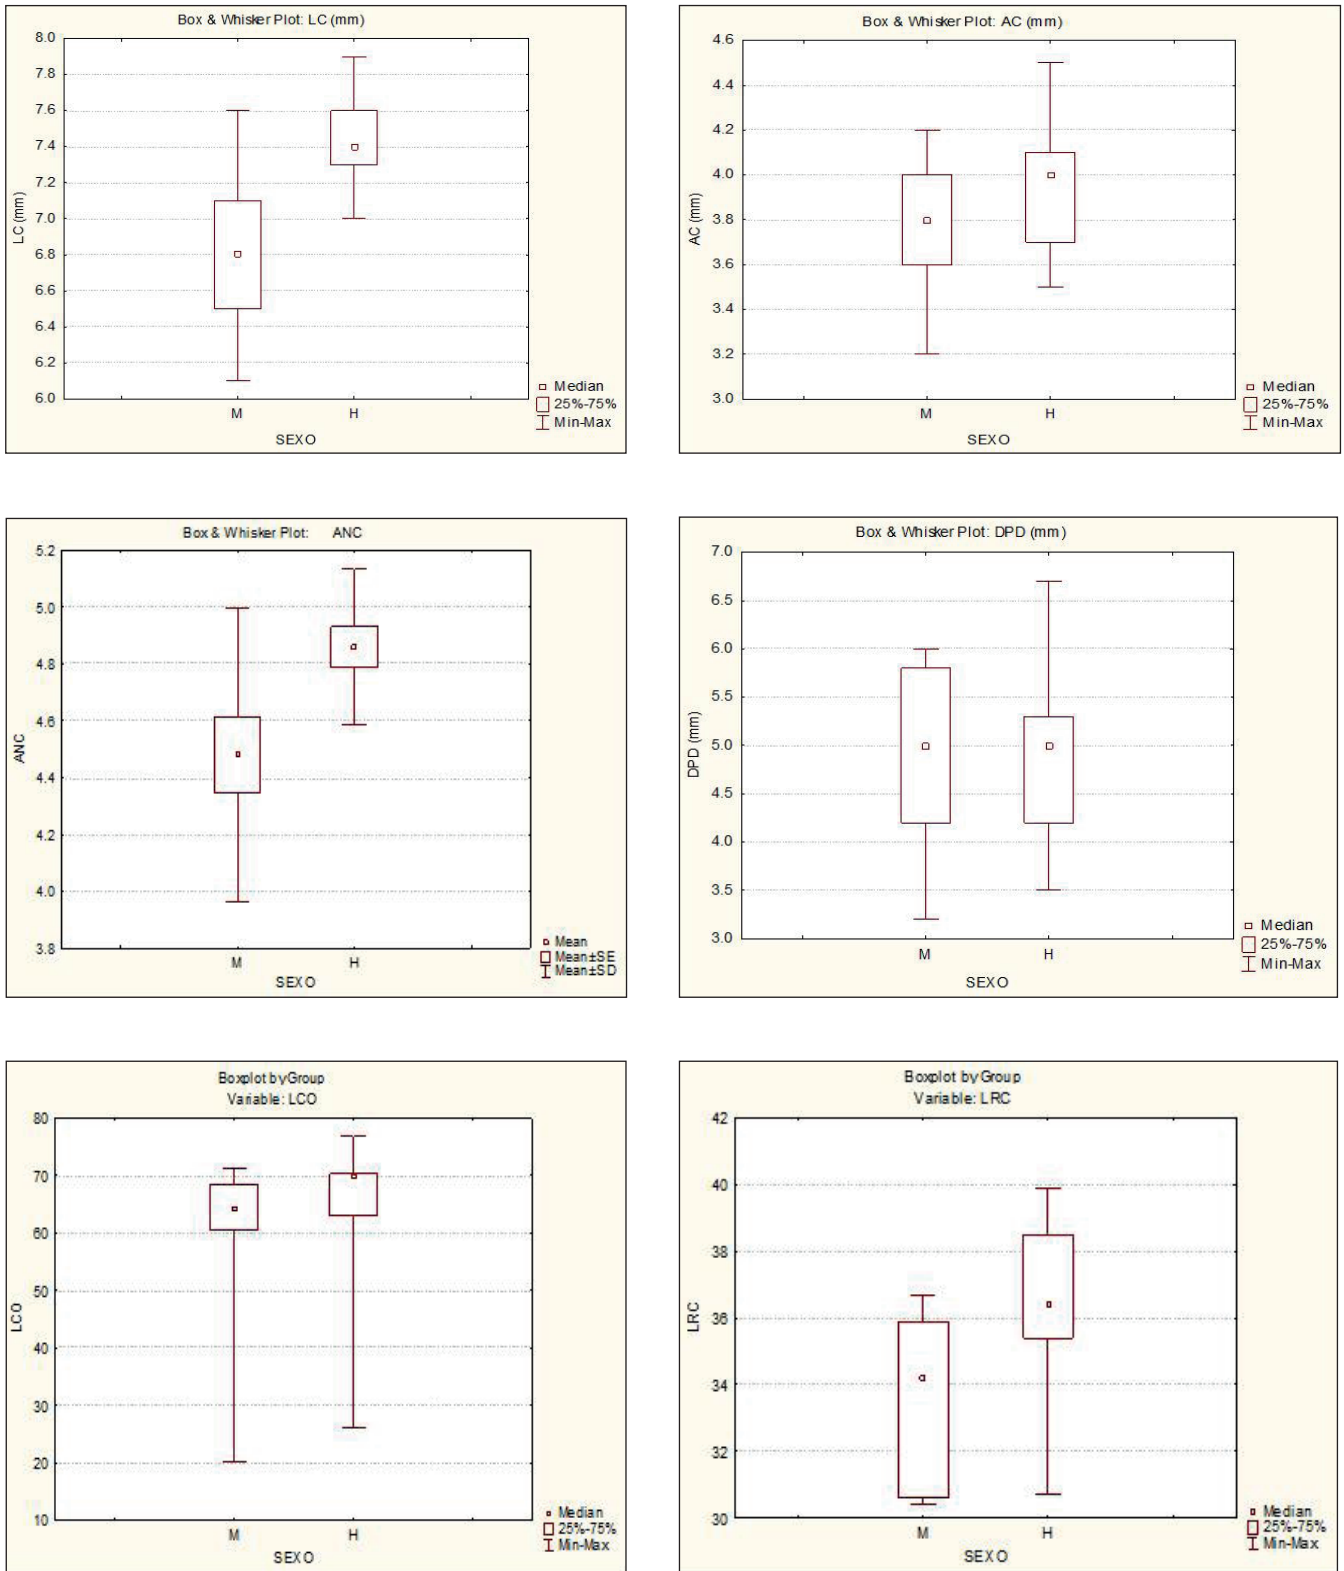 Box & Whisker Plot: LC (mm)
8.0
7.8
7.6
7.4
7.2
7.0
6.8
6.6
6.4
6.2
6.0
LC (mm)
M H
SEXO
Median
25%-75%
Min-Max
Box & Whisker Plot: AC (mm)
4.6
4.4
4.2
4.0
3.8
3.6
3.4
3.2
3.0
AC (mm)
M H
SEXO
Median
25%-75%
Min-Max
Box & Whisker Plot: ANC
5.2
5.0
4.8
4.6
4.4
4.2
4.0
3.8
ANC
M H
SEXO
Mean
Mean±SE
Mean±SD
Box & Whisker Plot: DPD (mm)
7.0
6.5
6.0
5.5
5.0
4.5
4.0
3.5
3.0
DPD (mm)
M H
SEXO
Median
25%-75%
Min-Max
Boxplot by Group
Variable: LCO
80
70
60
50
40
30
20
10
LCO
M H
SEXO
Median
25%-75%
Min-Max
Boxplot by Group
Variable: LRC
42
40
38
36
34
32
30
LRC
M H
SEXO
Median
25%-75%
Min-Max